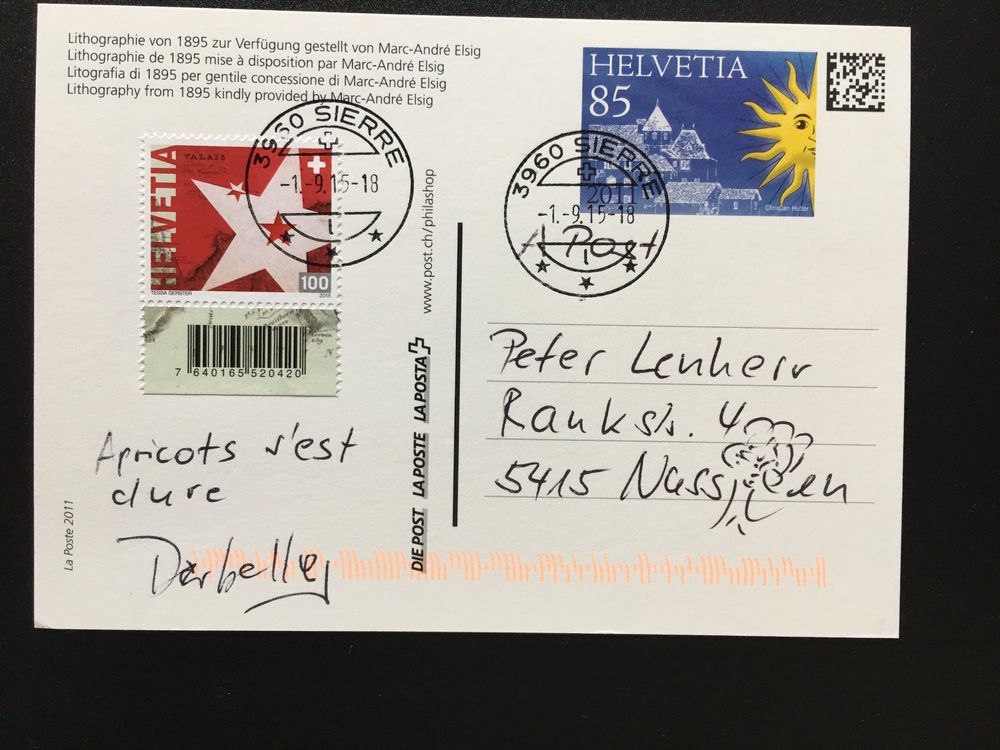 Lithographie von 1895 zur Verfügung gestellt von Marc-André Elsig
Lithographie de 1895 mise à disposition par Marc-André Elsig
Litografia di 1895 per gentile concessione di Marc-André Elsig
Lithography from 1895 kindly provided by Marc-André Elsig
HELVETIA
85
2011
Christian Hutter
3960 SIERRE
-1.-9.15-18
A Post
VALAIS
HELVETIA
100
TESSA GERSTER
2015
3960 SIERRE
-1.-9.15-18
7 640165 520420
www.post.ch/philashop
DIE POST LA POSTE LA POSTA
La Poste 2011
Apricots s'est
dure
Darbellay
Peter Lenherr
Rankstr. 4
5415 Nussbaumen